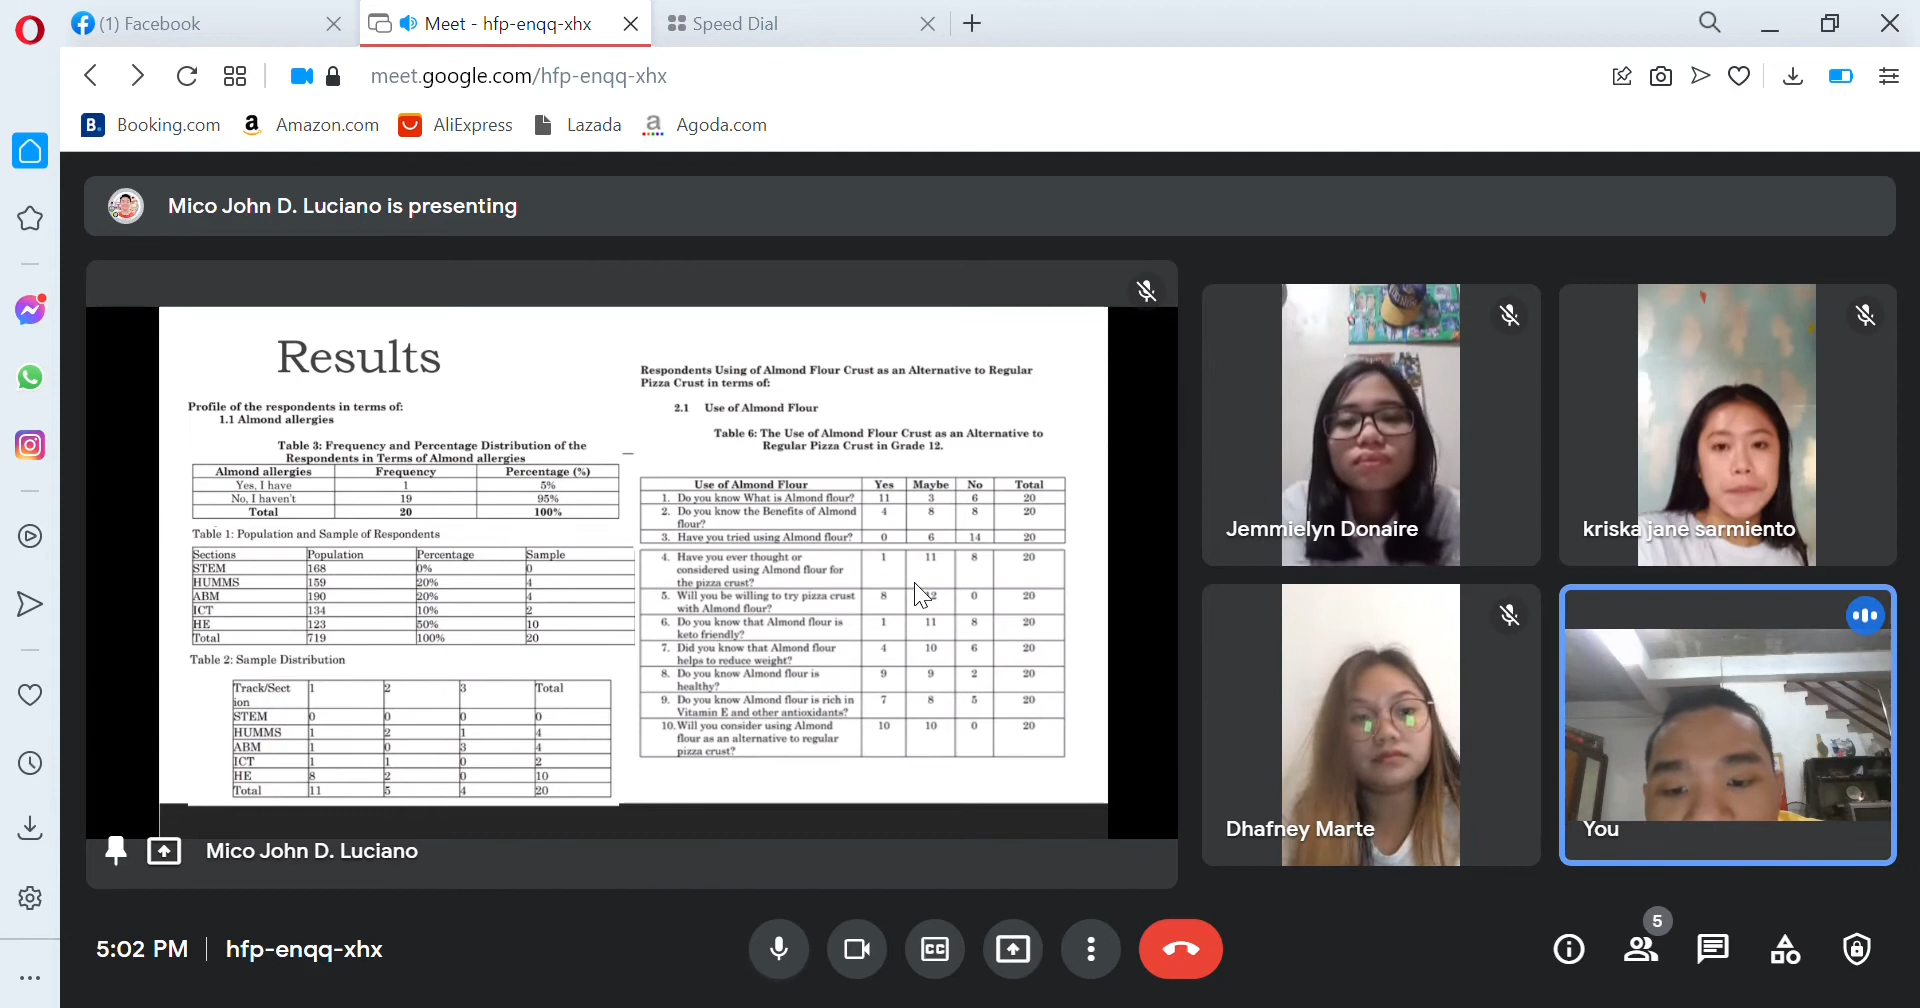 (1) Facebook
Meet - hfp-enqq-xhx
Speed Dial
meet.google.com/hfp-enqq-xhx
B. Booking.com
a Amazon.com
AliExpress
Lazada
a Agoda.com
Mico John D. Luciano is presenting
Results
Profile of the respondents in terms of:
1.1 Almond allergies
Table 3: Frequency and Percentage Distribution of the
Respondents in Terms of Almond allergies
Almond allergies Frequency Percentage (%)
Yes, I have 1 5%
No, I haven't 19 95%
Total 20 100%
Table 1: Population and Sample of Respondents
Sections Population Percentage Sample
STEM 168 0% 0
HUMMS 159 20% 4
ABM 190 20% 4
ICT 134 10% 2
HE 123 50% 10
Total 719 100% 20
Table 2: Sample Distribution
Track/Sect 1 2 3 Total
ion
STEM 0 0 0 0
HUMMS 1 2 1 4
ABM 1 0 3 4
ICT 1 1 0 2
HE 8 2 0 10
Total 11 5 4 20
Respondents Using of Almond Flour Crust as an Alternative to Regular
Pizza Crust in terms of:
2.1 Use of Almond Flour
Table 6: The Use of Almond Flour Crust as an Alternative to
Regular Pizza Crust in Grade 12.
Use of Almond Flour Yes Maybe No Total
1. Do you know What is Almond flour? 11 3 6 20
2. Do you know the Benefits of Almond 4 8 8 20
flour?
3. Have you tried using Almond flour? 0 6 14 20
4. Have you ever thought or 1 11 8 20
considered using Almond flour for
the pizza crust?
5. Will you be willing to try pizza crust 8 12 0 20
with Almond flour?
6. Do you know that Almond flour is 1 11 8 20
keto friendly?
7. Did you know that Almond flour 4 10 6 20
helps to reduce weight?
8. Do you know Almond flour is 9 9 2 20
healthy?
9. Do you know Almond flour is rich in 7 8 5 20
Vitamin E and other antioxidants?
10. Will you consider using Almond 10 10 0 20
flour as an alternative to regular
pizza crust?
Mico John D. Luciano
Jemmielyn Donaire
kriska jane sarmiento
Dhafney Marte
You
5:02 PM
hfp-enqq-xhx
CC
5